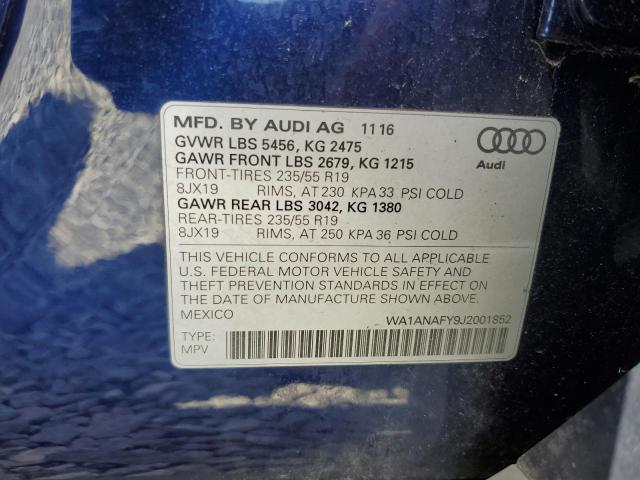 MFD. BY AUDI AG 11 16
GVWR LBS 5456, KG 2475
GAWR FRONT LBS 2679, KG 1215
FRONT-TIRES 235/55 R19
8JX19 RIMS, AT 230 KPA 33 PSI COLD
GAWR REAR LBS 3042, KG 1380
REAR-TIRES 235/55 R19
8JX19 RIMS, AT 250 KPA 36 PSI COLD
Audi
THIS VEHICLE CONFORMS TO ALL APPLICABLE
U.S. FEDERAL MOTOR VEHICLE SAFETY AND
THEFT PREVENTION STANDARDS IN EFFECT ON
THE DATE OF MANUFACTURE SHOWN ABOVE.
MEXICO WA1ANAFY9J2001852
TYPE:
MPV